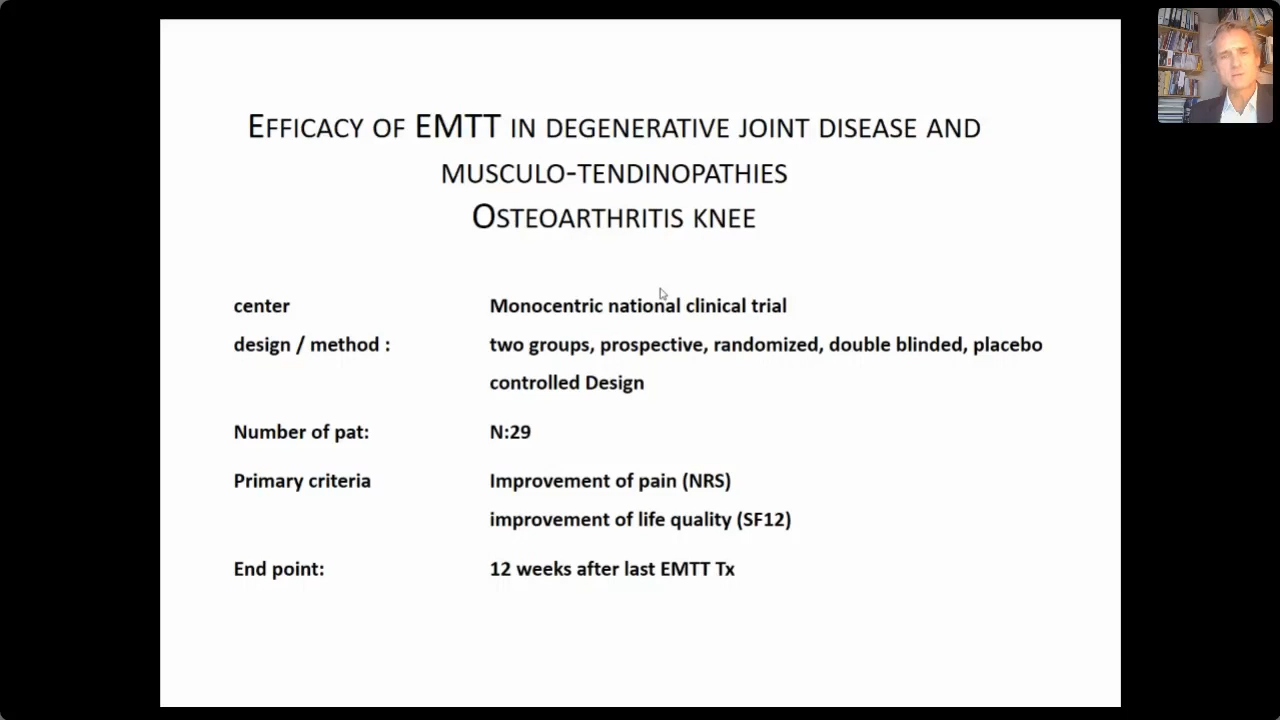 EFFICACY OF EMTT IN DEGENERATIVE JOINT DISEASE AND
MUSCULO-TENDINOPATHIES
OSTEOARTHRITIS KNEE
center Monocentric national clinical trial
design / method : two groups, prospective, randomized, double blinded, placebo
controlled Design
Number of pat: N:29
Primary criteria Improvement of pain (NRS)
improvement of life quality (SF12)
End point: 12 weeks after last EMTT Tx